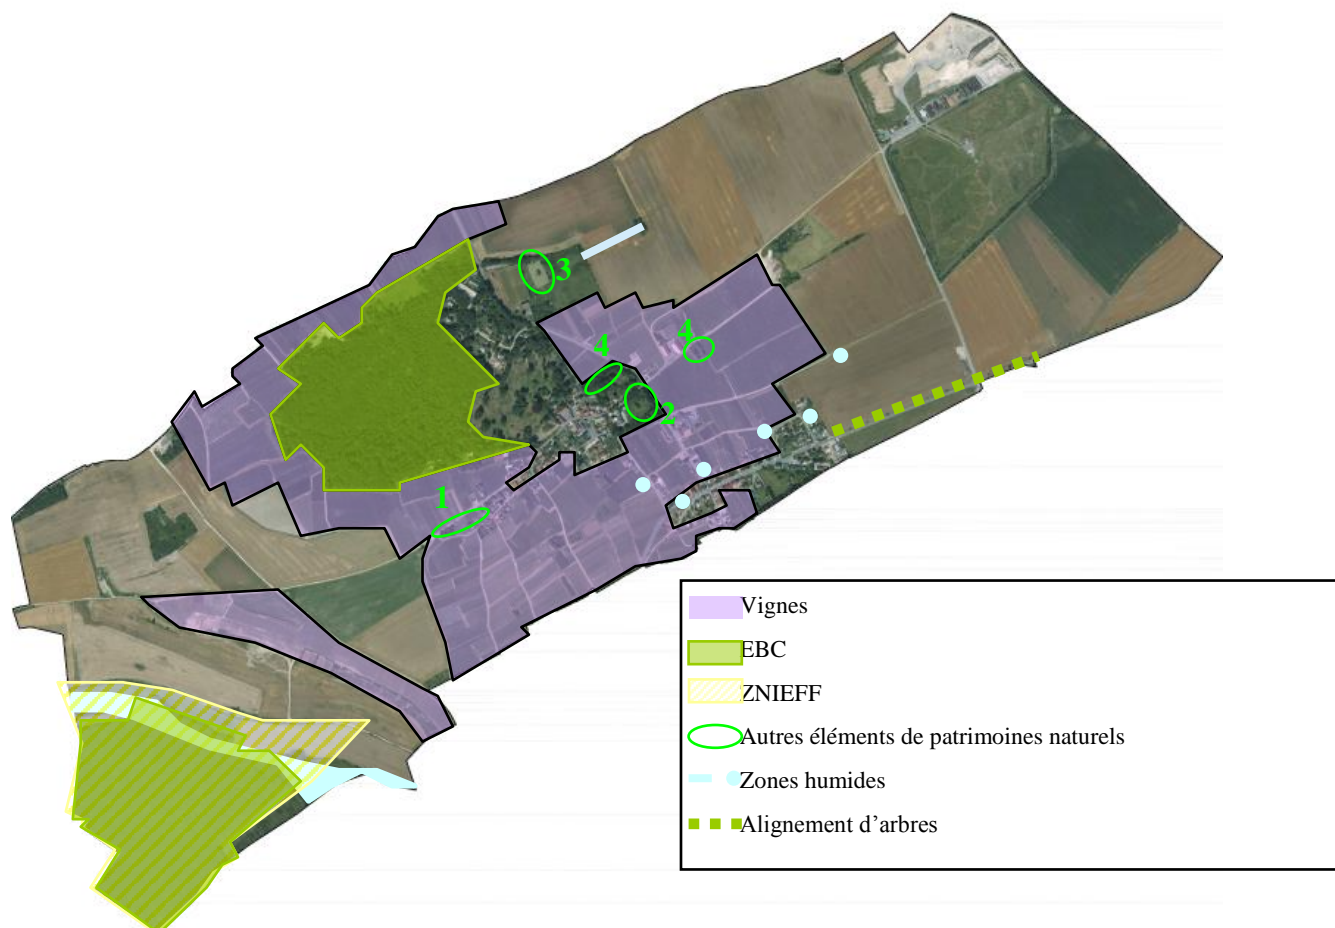 3
4
4
2
1
Vignes
EBC
ZNIEFF
Autres éléments de patrimoines naturels
Zones humides
Alignement d’arbres